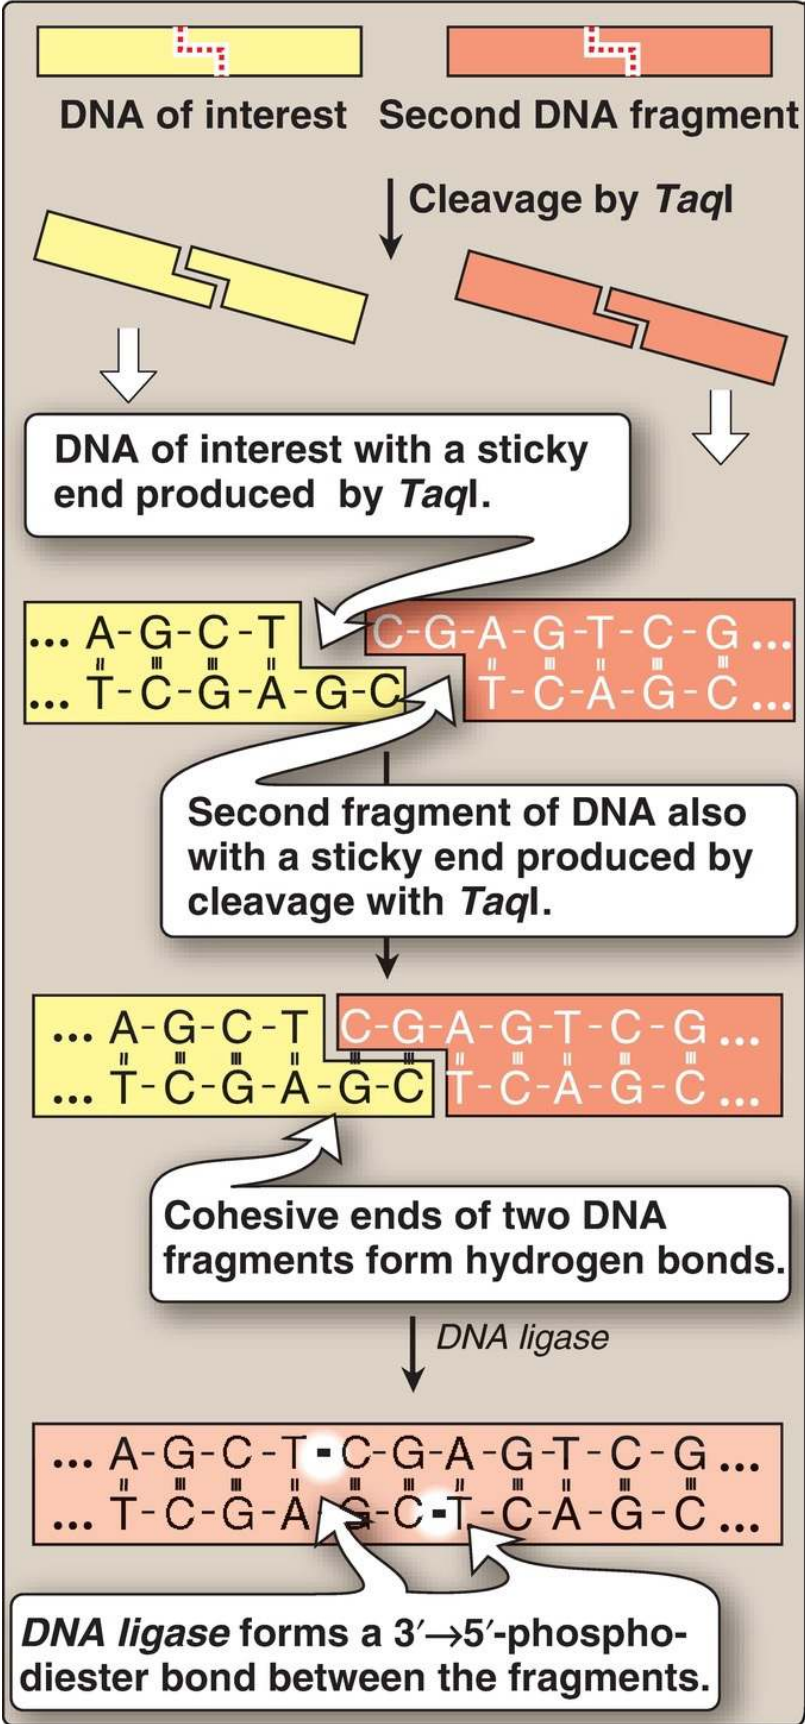 DNA of interest
Second DNA fragment
Cleavage by TaqI
DNA of interest with a sticky
end produced by TaqI.
... A-G-C-T
... T-C-G-A-G-C
C-G-A-G-T-C-G...
T-C-A-G-C...
Second fragment of DNA also
with a sticky end produced by
cleavage with TaqI.
... A-G-C-T C-G-A-G-T-C-G...
... T-C-G-A-G-C T-C-A-G-C...
Cohesive ends of two DNA
fragments form hydrogen bonds.
DNA ligase
... A-G-C-T-C-G-A-G-T-C-G...
... T-C-G-A-G-C-T-C-A-G-C...
DNA ligase forms a 3′→5′-phospho-
diester bond between the fragments.